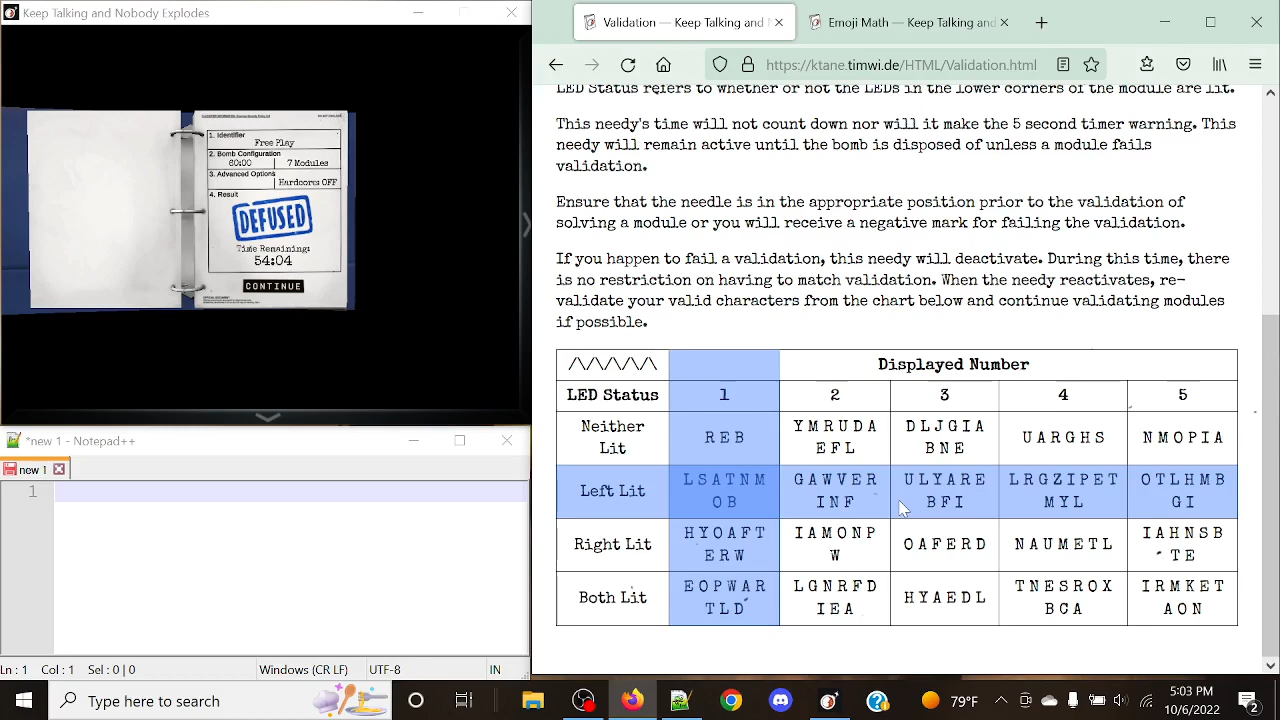 Keep Talking and Nobody Explodes
Validation — Keep Talking and N
Emoji Math — Keep Talking and
https://ktane.timwi.de/HTML/Validation.html
1. Identifier
Free Play
2. Bomb Configuration
60:00
7 Modules
3. Advanced Options
Hardcore: OFF
4. Result
DEFUSED
Time Remaining:
54:04
CONTINUE
LED Status refers to whether or not the LEDs in the lower corners of the module are lit.
This needy's time will not count down nor will it make the 5 second timer warning. This
needy will remain active until the bomb is disposed of unless a module fails
validation.
Ensure that the needle is in the appropriate position prior to the validation of
solving a module or you will receive a negative mark for failing the validation.
If you happen to fail a validation, this needy will deactivate. During this time, there
is no restriction on having to match validation. When the needy reactivates, re-
validate your valid characters from the chart below and continue validating modules
if possible.
/\/\/\/\/\/\
Displayed Number
LED Status
1
2
3
4
5
Neither
Lit
R E B
Y M R U D A
E F L
D L J G I A
B N E
U A R G H S
N M O P I A
Left Lit
L S A T N M
O B
G A W V E R
I N F
U L Y A R E
B F I
L R G Z I P E T
M Y L
O T L H M B
G I
Right Lit
H Y O A F T
E R W
I A M O N P
W
O A F E R D
N A U M E T L
I A H N S B
T E
Both Lit
E O P W A R
T L D
L G N R F D
I E A
H Y A E D L
T N E S R O X
B C A
I R M K E T
A O N
*new 1 - Notepad++
new 1
1
Ln : 1 Col : 1 Sel : 0 | 0
Windows (CR LF)
UTF-8
IN
Type here to search
5:03 PM
10/6/2022
2